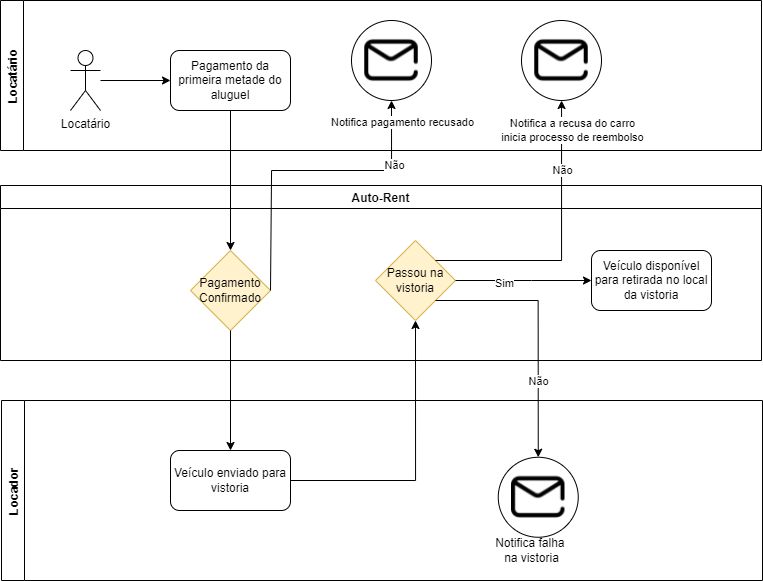 Locatário
Locatário
Pagamento da
primeira metade do
aluguel
Notifica pagamento recusado
Notifica a recusa do carro
inicia processo de reembolso
Não
Não
Auto-Rent
Pagamento
Confirmado
Passou na
vistoria
Sim
Veículo disponível
para retirada no local
da vistoria
Não
Locador
Veículo enviado para
vistoria
Notifica falha
na vistoria